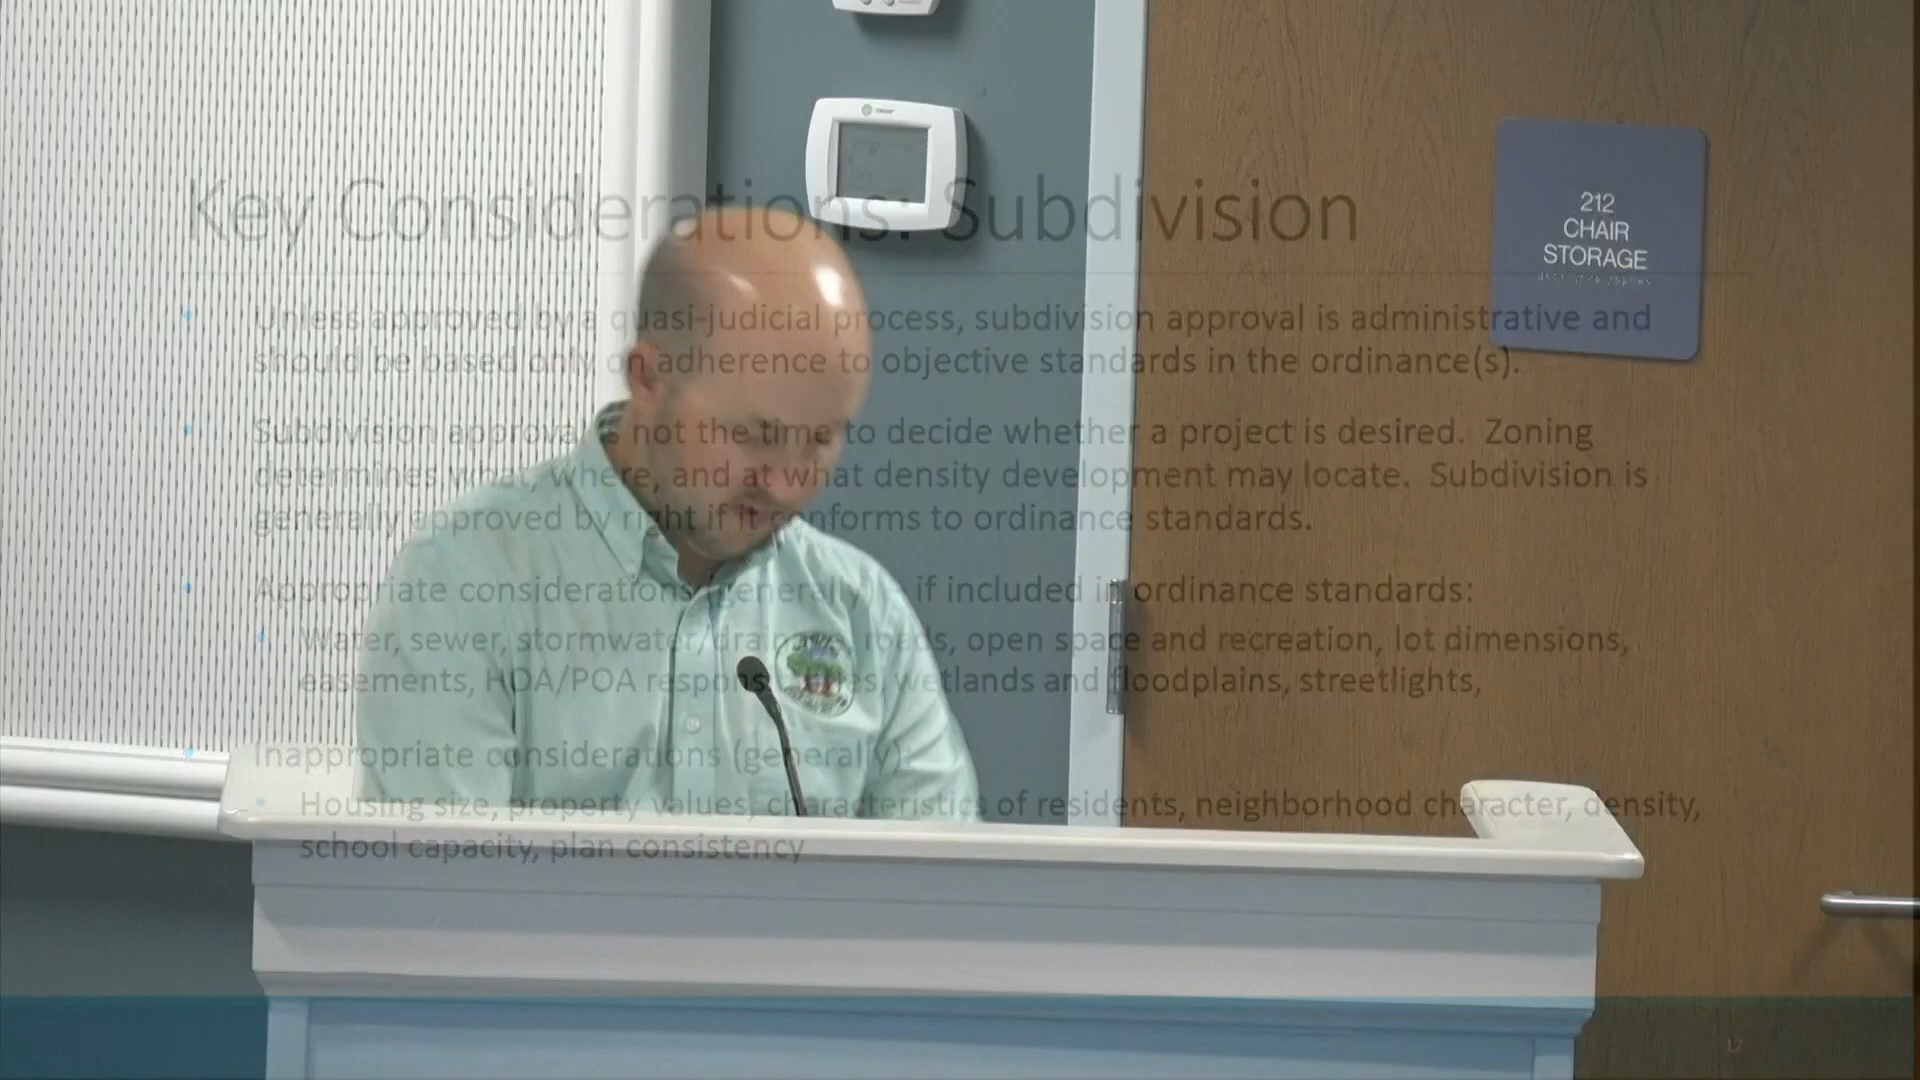 Key Considerations: Subdivision
212
CHAIR
STORAGE
Unless approved by a quasi-judicial process, subdivision approval is administrative and
should be based only on adherence to objective standards in the ordinance(s).
Subdivision approval is not the time to decide whether a project is desired. Zoning
determines what, where, and at what density development may locate. Subdivision is
generally approved by right if it conforms to ordinance standards.
Appropriate considerations (generally), if included in ordinance standards:
Water, sewer, stormwater/drainage, roads, open space and recreation, lot dimensions,
easements, HOA/POA responsibilities, wetlands and floodplains, streetlights,
Inappropriate considerations (generally):
Housing size, property values, characteristics of residents, neighborhood character, density,
school capacity, plan consistency
12